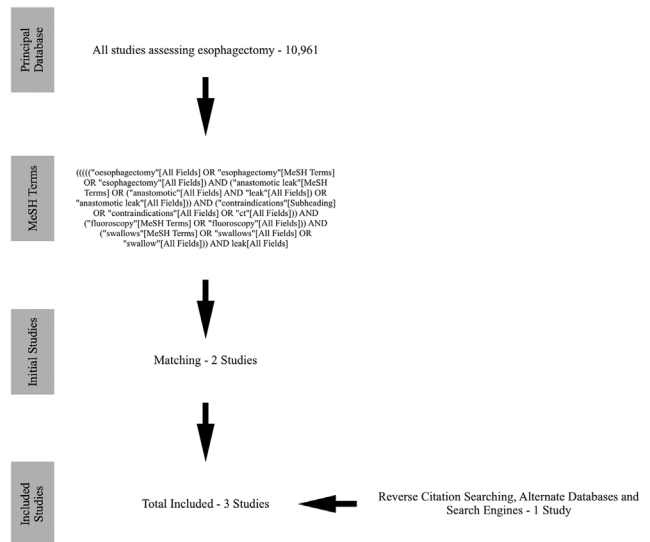 Principal
Database
All studies assessing esophagectomy - 10,961
MeSH Terms
((((("oesophagectomy"[All Fields] OR "esophagectomy"[MeSH Terms]
OR "esophagectomy"[All Fields]) AND ("anastomotic leak"[MeSH
Terms] OR ("anastomotic"[All Fields] AND "leak"[All Fields]) OR
"anastomotic leak"[All Fields])) AND ("contraindications"[Subheading]
OR "contraindications"[All Fields] OR "ct"[All Fields])) AND
("fluoroscopy"[MeSH Terms] OR "fluoroscopy"[All Fields])) AND
("swallows"[MeSH Terms] OR "swallows"[All Fields] OR
"swallow"[All Fields])) AND leak[All Fields]
Initial Studies
Matching - 2 Studies
Included
Studies
Total Included - 3 Studies
Reverse Citation Searching, Alternate Databases and
Search Engines - 1 Study